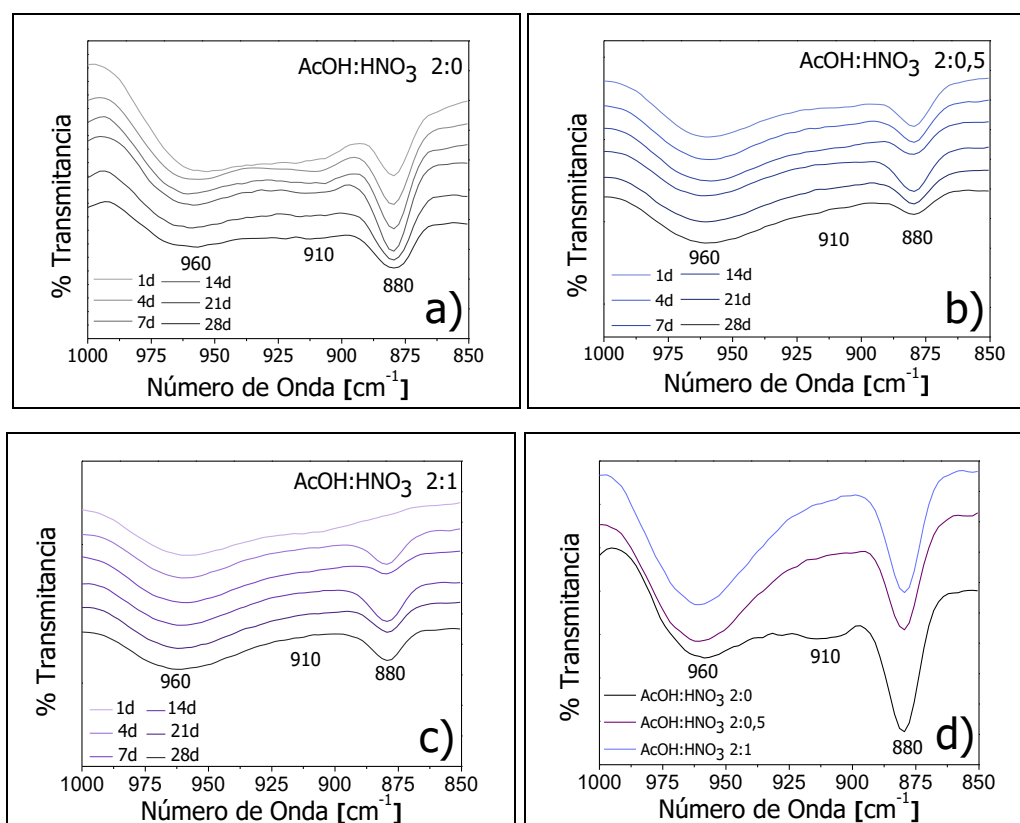 AcOH:HNO3 2:0
% Transmitancia
960
910
880
1d 14d
4d 21d
7d 28d
a)
1000 975 950 925 900 875 850
Número de Onda [cm-1]
AcOH:HNO3 2:0,5
% Transmitancia
960
910
880
1d 14d
4d 21d
7d 28d
b)
1000 975 950 925 900 875 850
Número de Onda [cm-1]
AcOH:HNO3 2:1
% Transmitancia
960
910
880
1d 14d
4d 21d
7d 28d
c)
1000 975 950 925 900 875 850
Número de Onda [cm-1]
% Transmitancia
960
910
880
AcOH:HNO3 2:0
AcOH:HNO3 2:0,5
AcOH:HNO3 2:1
d)
1000 975 950 925 900 875 850
Número de Onda [cm-1]